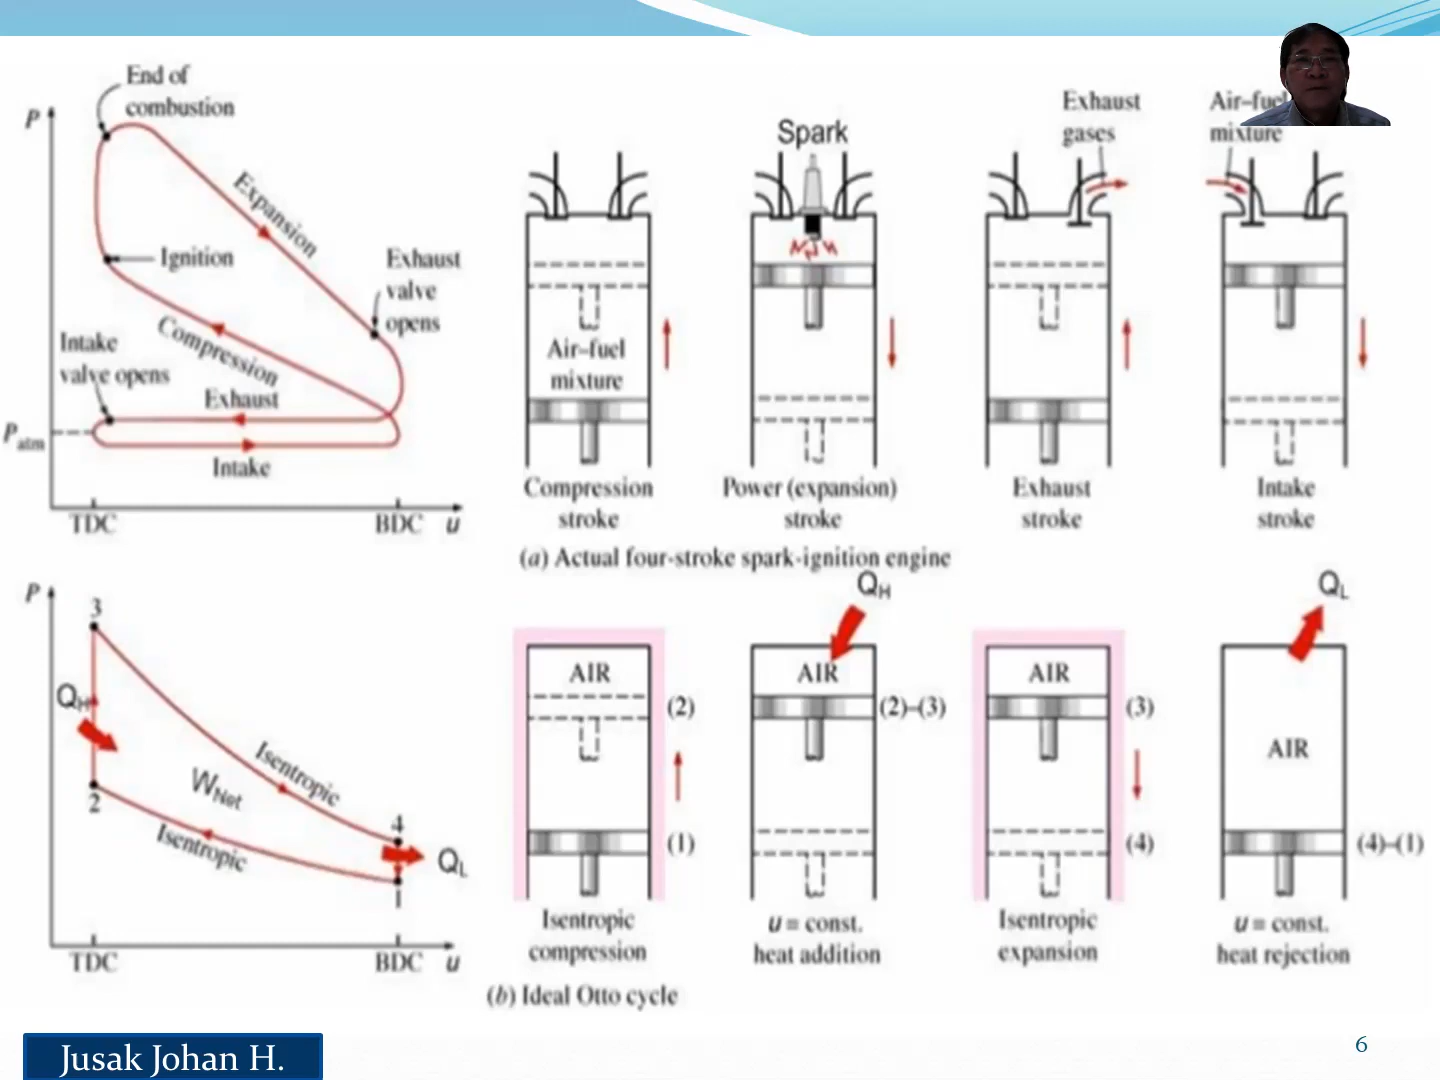 End of
combustion
P
Expansion
Ignition
Exhaust
valve
opens
Compression
Intake
valve opens
Exhaust
Patm
Intake
TDC
BDC
u
Spark
Exhaust
gases
Air–fuel
mixture
Air–fuel
mixture
Compression
stroke
Power (expansion)
stroke
Exhaust
stroke
Intake
stroke
(a) Actual four-stroke spark-ignition engine
P
3
QH
2
WNet
Isentropic
Isentropic
4
QL
1
TDC
BDC
u
AIR
(2)
(1)
Isentropic
compression
QH
AIR
(2)–(3)
u = const.
heat addition
AIR
(3)
(4)
Isentropic
expansion
QL
AIR
(4)–(1)
u = const.
heat rejection
(b) Ideal Otto cycle
Jusak Johan H.
6